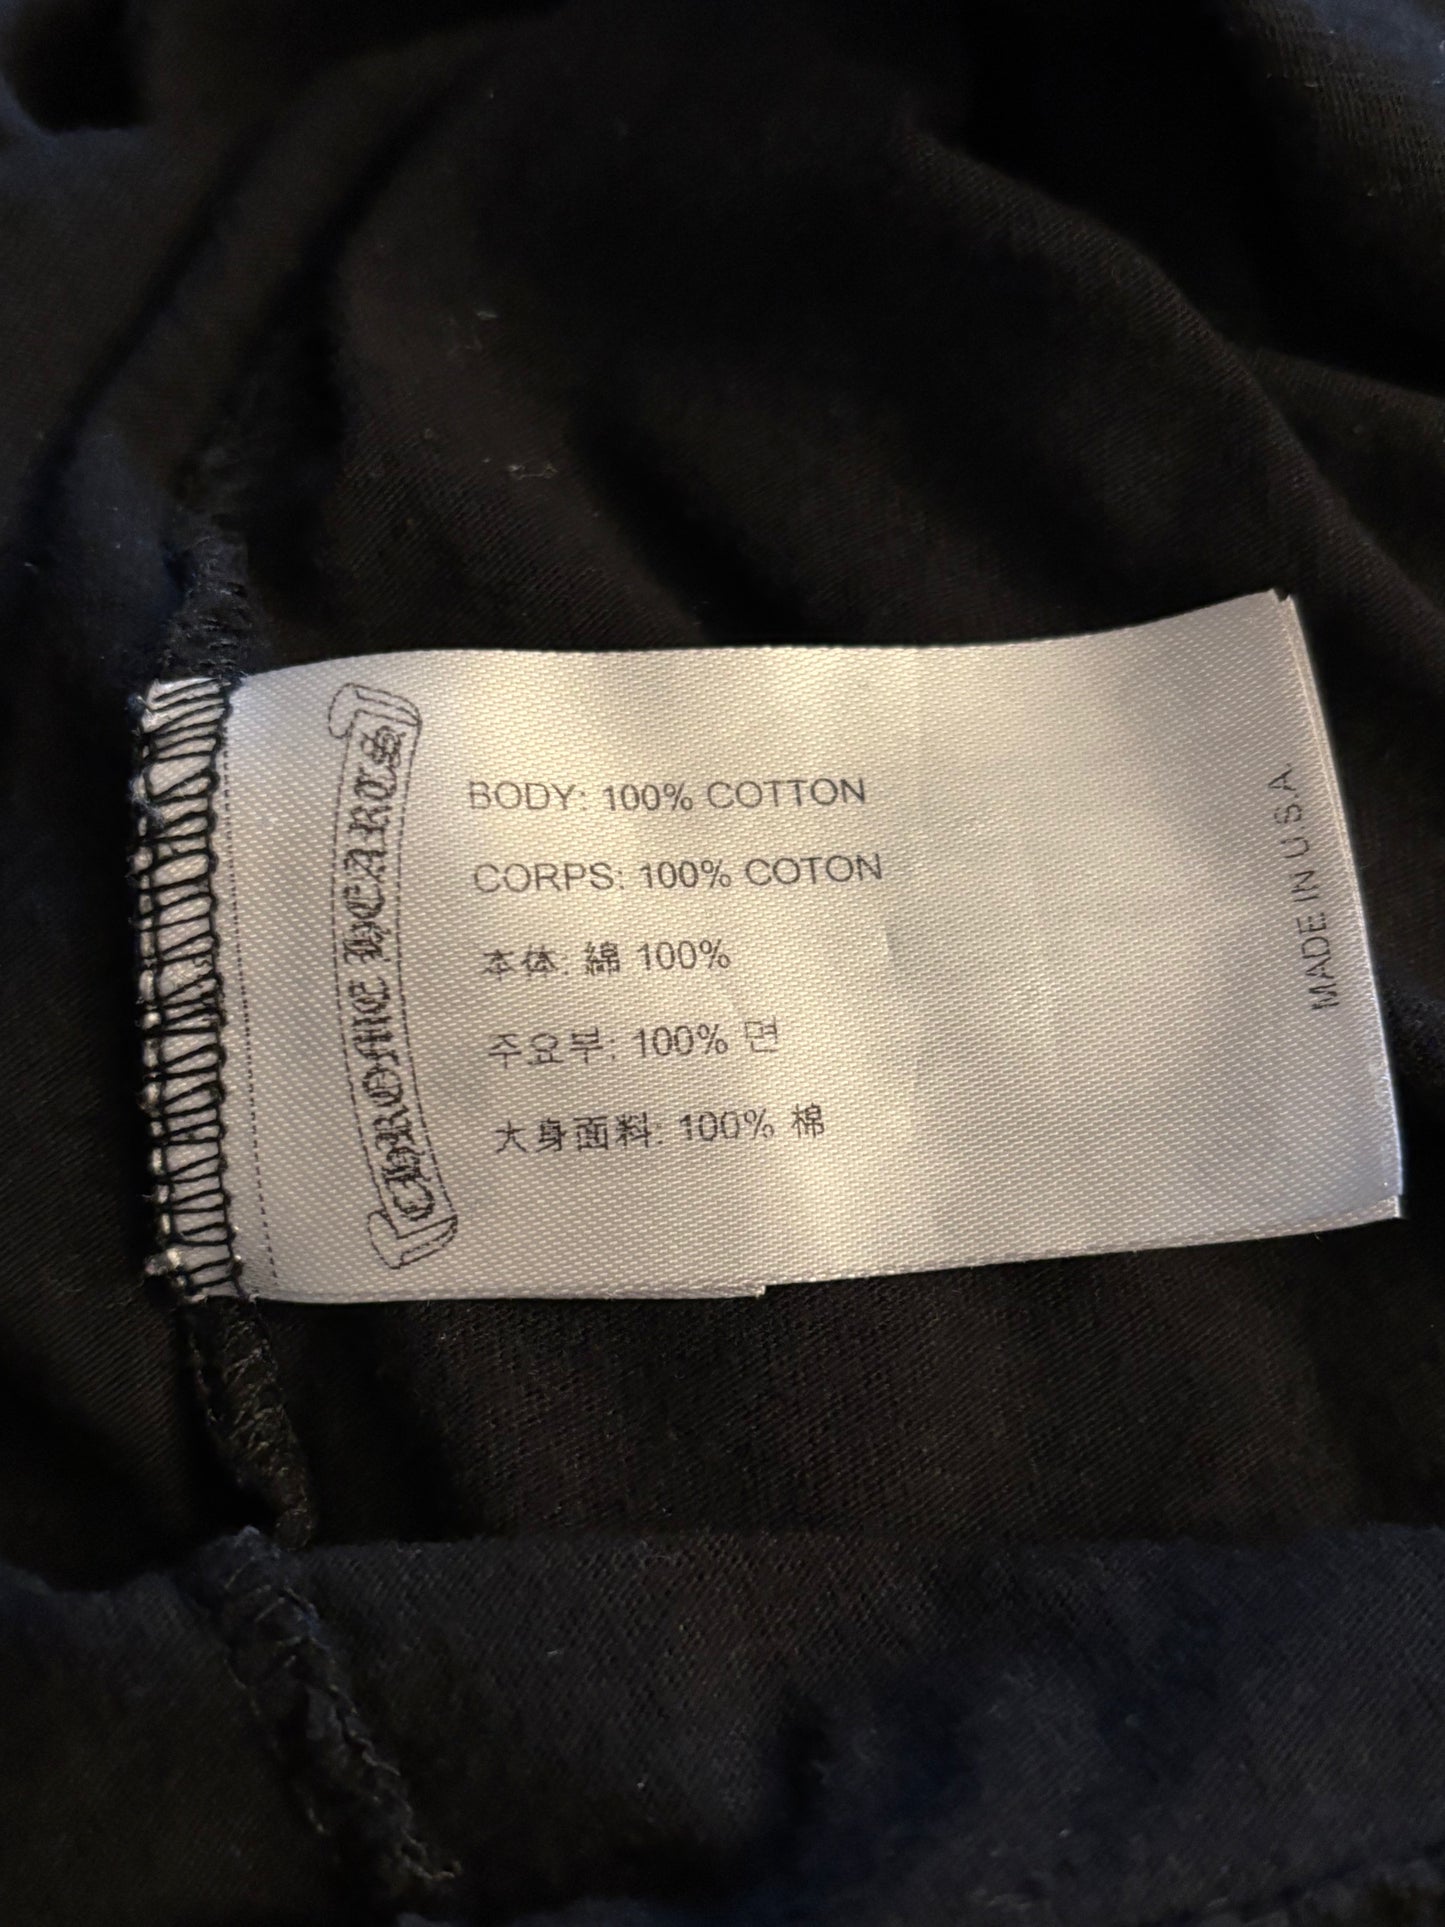 CHROME HEARTS
BODY: 100% COTTON
CORPS: 100% COTON
本体: 綿 100%
주요부: 100% 면
大身面料: 100% 棉
MADE IN U.S.A.